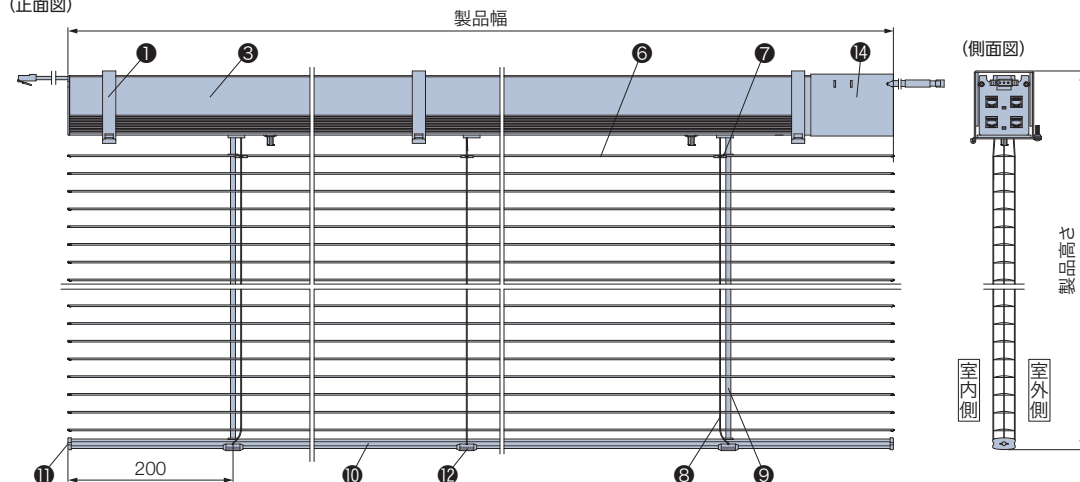 (正面図)
製品幅
❶
❸
❻
❼
⓮
(側面図)
製品高さ
室内側
室外側
⓫
200
❿
⓬
❽
❾